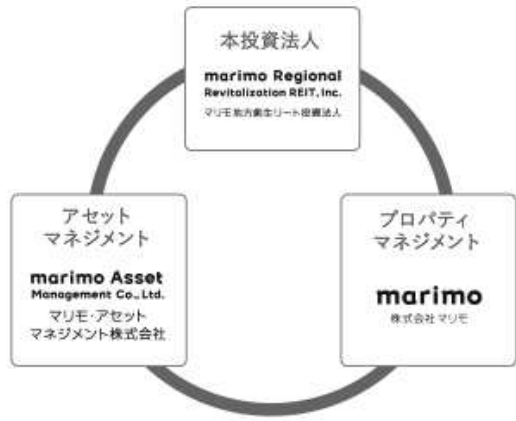 本投資法人
marimo Regional
Revitalization REIT, Inc.
マリモ地方創生リート投資法人
アセット
マネジメント
marimo Asset
Management Co., Ltd.
マリモ・アセット
マネジメント株式会社
プロパティ
マネジメント
marimo
株式会社マリモ